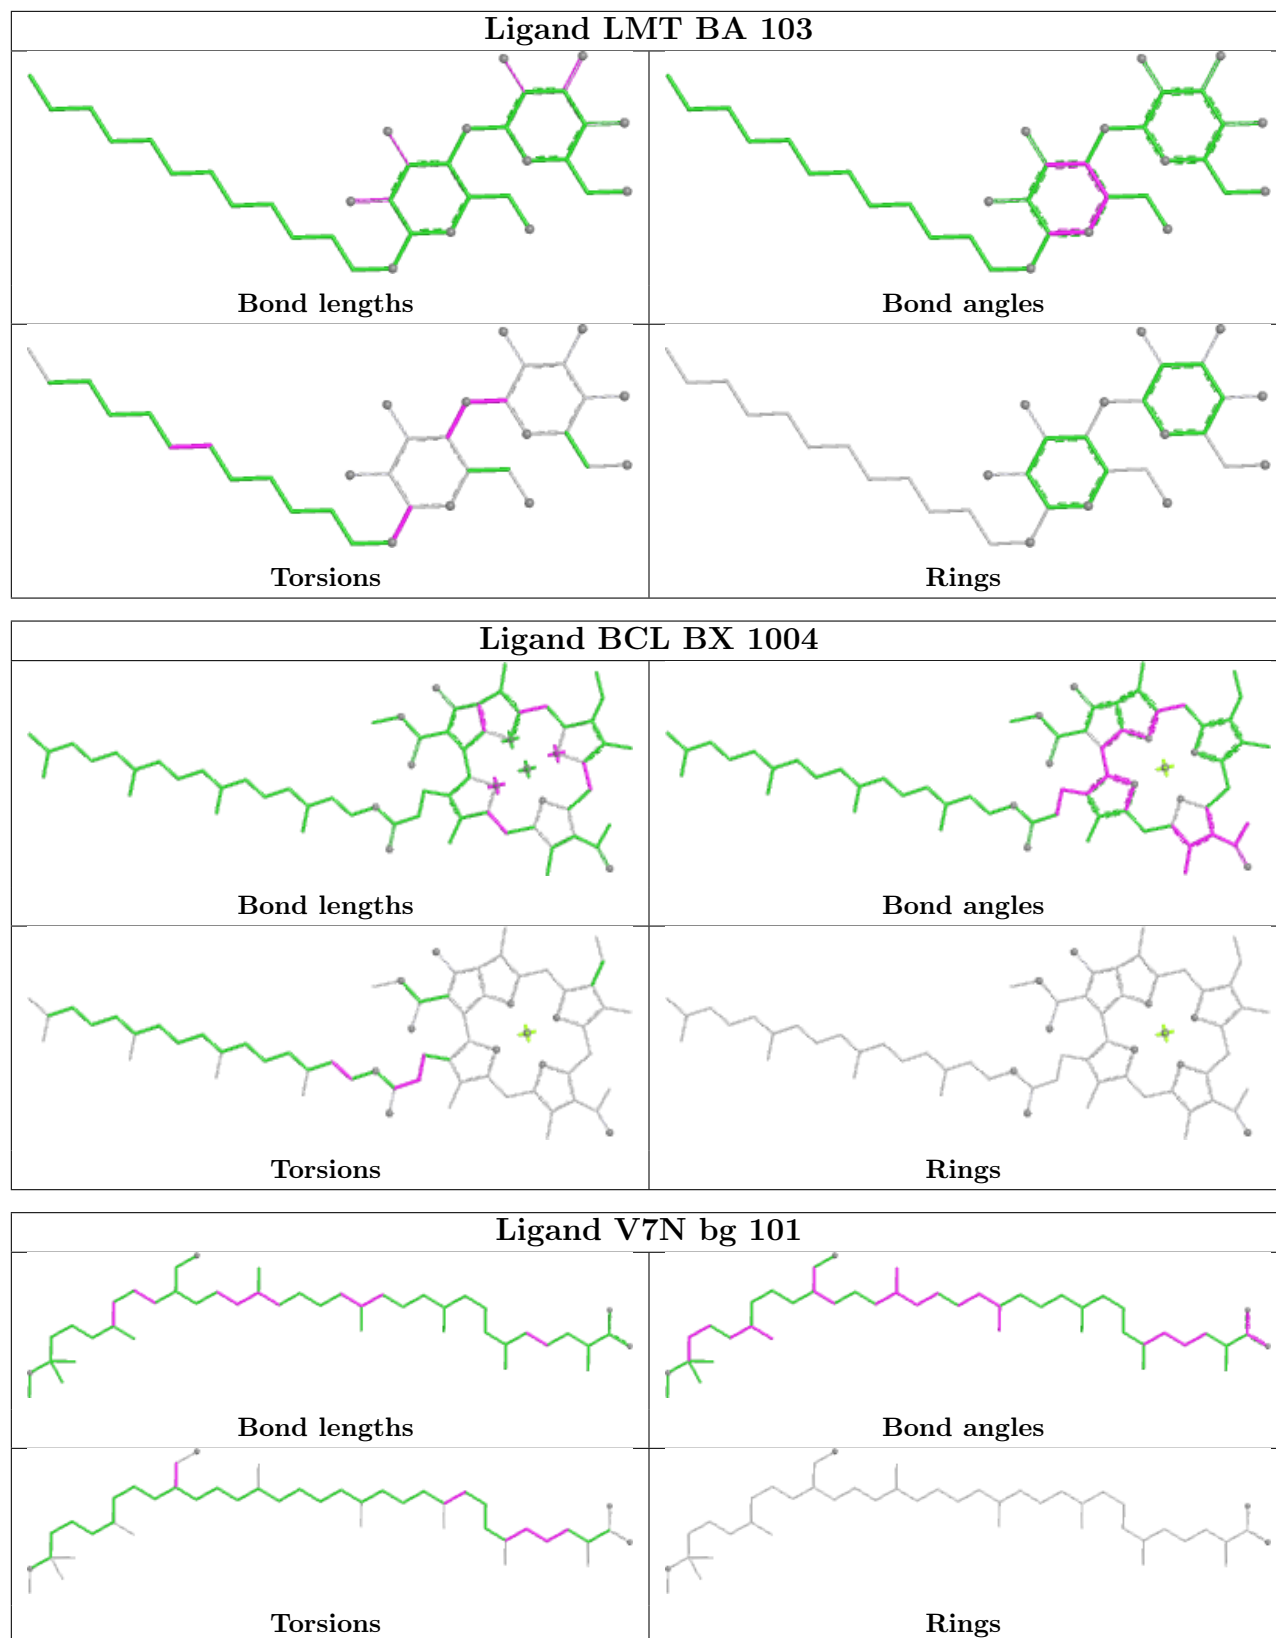 Ligand LMT BA 103
Bond lengths
Bond angles
Torsions
Rings
Ligand BCL BX 1004
Bond lengths
Bond angles
Torsions
Rings
Ligand V7N bg 101
Bond lengths
Bond angles
Torsions
Rings